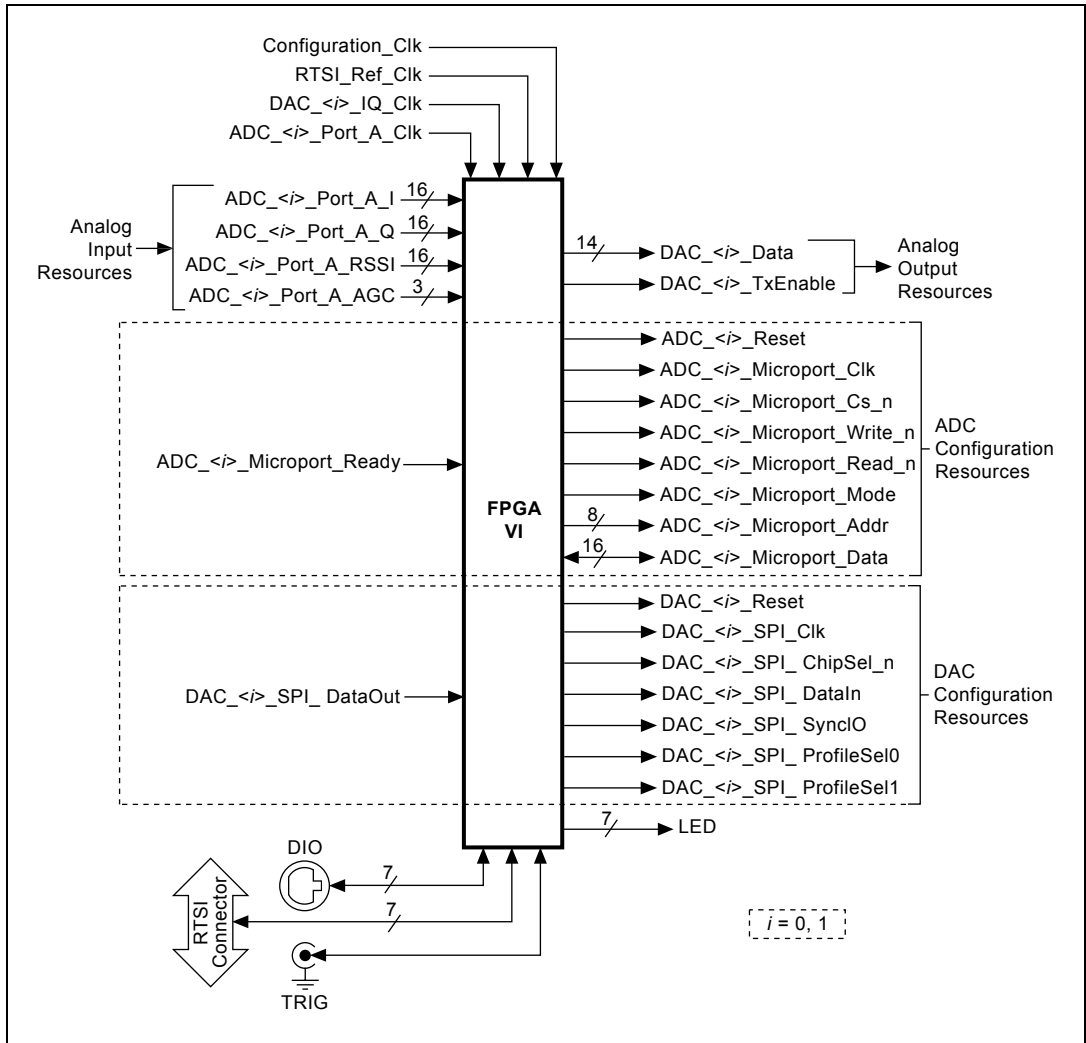 Configuration_Clk
RTSI_Ref_Clk
DAC_<i>_IQ_Clk
ADC_<i>_Port_A_Clk
Analog
Input
Resources
ADC_<i>_Port_A_I
16
ADC_<i>_Port_A_Q
16
ADC_<i>_Port_A_RSSI
16
ADC_<i>_Port_A_AGC
3
14
DAC_<i>_Data
DAC_<i>_TxEnable
Analog
Output
Resources
ADC_<i>_Microport_Ready
FPGA
VI
ADC_<i>_Reset
ADC_<i>_Microport_Clk
ADC_<i>_Microport_Cs_n
ADC_<i>_Microport_Write_n
ADC_<i>_Microport_Read_n
ADC_<i>_Microport_Mode
8
ADC_<i>_Microport_Addr
16
ADC_<i>_Microport_Data
ADC
Configuration
Resources
DAC_<i>_SPI_ DataOut
DAC_<i>_Reset
DAC_<i>_SPI_Clk
DAC_<i>_SPI_ ChipSel_n
DAC_<i>_SPI_ DataIn
DAC_<i>_SPI_ SyncIO
DAC_<i>_SPI_ ProfileSel0
DAC_<i>_SPI_ ProfileSel1
DAC
Configuration
Resources
7
LED
DIO
7
RTSI
Connector
7
TRIG
i = 0, 1